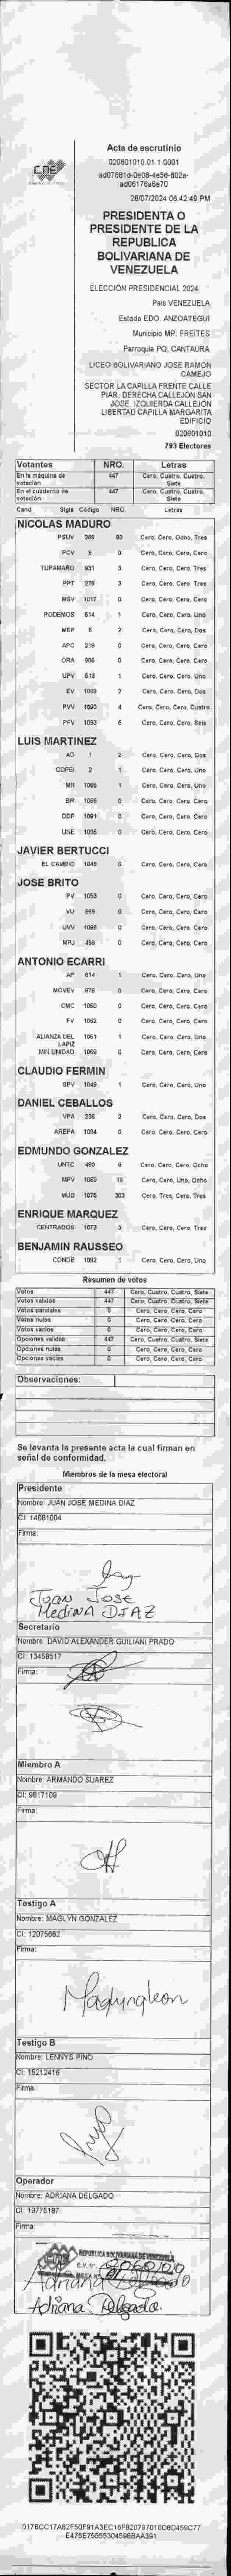 CNE
Acta de escrutinio
020601010.01.1.0001
ad07681d-0e08-4e36-802a-
ad06176a6e70
28/07/2024 06:42:49 PM
PRESIDENTA O
PRESIDENTE DE LA
REPUBLICA
BOLIVARIANA DE
VENEZUELA
ELECCIÓN PRESIDENCIAL 2024
País VENEZUELA
Estado EDO. ANZOATEGUI
Municipio MP. FREITES
Parroquia PQ. CANTAURA
LICEO BOLIVARIANO JOSE RAMON
CAMEJO
SECTOR LA CAPILLA FRENTE CALLE
PIAR. DERECHA CALLEJÓN SAN
JOSE. IZQUIERDA CALLEJÓN
LIBERTAD CAPILLA MARGARITA
EDIFICIO
020601010
793 Electores
Votantes NRO. Letras
En la máquina de votación 447 Cero, Cuatro, Cuatro, Siete
En el cuaderno de votación 447 Cero, Cuatro, Cuatro, Siete
Cand. Sigla Código NRO. Letras
NICOLAS MADURO
PSUV 269 83 Cero, Cero, Ocho, Tres
PCV 9 0 Cero, Cero, Cero, Cero
TUPAMARO 931 3 Cero, Cero, Cero, Tres
PPT 276 3 Cero, Cero, Cero, Tres
MSV 1017 0 Cero, Cero, Cero, Cero
PODEMOS 514 1 Cero, Cero, Cero, Uno
MEP 6 2 Cero, Cero, Cero, Dos
APC 219 0 Cero, Cero, Cero, Cero
ORA 906 0 Cero, Cero, Cero, Cero
UPV 513 1 Cero, Cero, Cero, Uno
EV 1089 2 Cero, Cero, Cero, Dos
PVV 1090 4 Cero, Cero, Cero, Cuatro
PFV 1093 6 Cero, Cero, Cero, Seis
LUIS MARTINEZ
AD 1 2 Cero, Cero, Cero, Dos
COPEI 2 1 Cero, Cero, Cero, Uno
MR 1065 1 Cero, Cero, Cero, Uno
BR 1066 0 Cero, Cero, Cero, Cero
DDP 1091 0 Cero, Cero, Cero, Cero
UNE 1095 0 Cero, Cero, Cero, Cero
JAVIER BERTUCCI
EL CAMBIO 1048 0 Cero, Cero, Cero, Cero
JOSE BRITO
PV 1053 0 Cero, Cero, Cero, Cero
VU 969 0 Cero, Cero, Cero, Cero
UVV 1096 0 Cero, Cero, Cero, Cero
MPJ 459 0 Cero, Cero, Cero, Cero
ANTONIO ECARRI
AP 814 1 Cero, Cero, Cero, Uno
MOVEV 978 0 Cero, Cero, Cero, Cero
CMC 1060 0 Cero, Cero, Cero, Cero
FV 1062 0 Cero, Cero, Cero, Cero
ALIANZA DEL LAPIZ 1061 1 Cero, Cero, Cero, Uno
MIN UNIDAD 1069 0 Cero, Cero, Cero, Cero
CLAUDIO FERMIN
SPV 1049 1 Cero, Cero, Cero, Uno
DANIEL CEBALLOS
VPA 236 2 Cero, Cero, Cero, Dos
AREPA 1094 0 Cero, Cero, Cero, Cero
EDMUNDO GONZALEZ
UNTC 460 8 Cero, Cero, Cero, Ocho
MPV 1069 18 Cero, Cero, Uno, Ocho
MUD 1075 303 Cero, Tres, Cero, Tres
ENRIQUE MARQUEZ
CENTRADOS 1073 3 Cero, Cero, Cero, Tres
BENJAMIN RAUSSEO
CONDE 1092 1 Cero, Cero, Cero, Uno
Resumen de votos
Votos 447 Cero, Cuatro, Cuatro, Siete
Votos validos 447 Cero, Cuatro, Cuatro, Siete
Votos parciales 0 Cero, Cero, Cero, Cero
Votos nulos 0 Cero, Cero, Cero, Cero
Votos vacios 0 Cero, Cero, Cero, Cero
Opciones validas 447 Cero, Cuatro, Cuatro, Siete
Opciones nulas 0 Cero, Cero, Cero, Cero
Opciones vacias 0 Cero, Cero, Cero, Cero
Observaciones:
Se levanta la presente acta la cual firman en
señal de conformidad.
Miembros de la mesa electoral
Presidente
Nombre: JUAN JOSE MEDINA DIAZ
CI: 14081004
Firma:
Juan Jose
Medina DIAZ
Secretario
Nombre: DAVID ALEXANDER GUILIANI PRADO
CI: 13458517
Firma:
Miembro A
Nombre: ARMANDO SUAREZ
CI: 9817109
Firma:
Testigo A
Nombre: MAGLYN GONZALEZ
CI: 12075682
Firma:
Testigo B
Nombre: LENNYS PINO
CI: 15212416
Firma:
Operador
Nombre: ADRIANA DELGADO
CI: 19775187
Firma:
REPUBLICA BOLIVARIANA DE VENEZUELA
Adriana Delgado
Adriana Delgado.
017BCC17A82F50F91A3EC16FB20797010D8D459C77
E475E75555304596BAA391